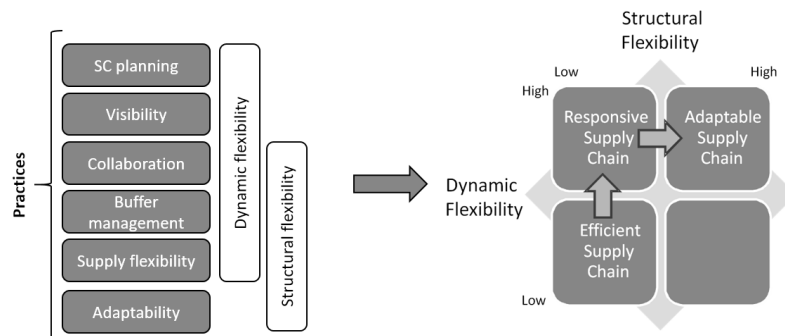 Practices
SC planning
Visibility
Collaboration
Buffer
management
Supply flexibility
Adaptability
Dynamic flexibility
Structural flexibility
Structural
Flexibility
Low
High
High
Dynamic
Flexibility
Responsive
Supply
Chain
Adaptable
Supply
Chain
Efficient
Supply
Chain
Low